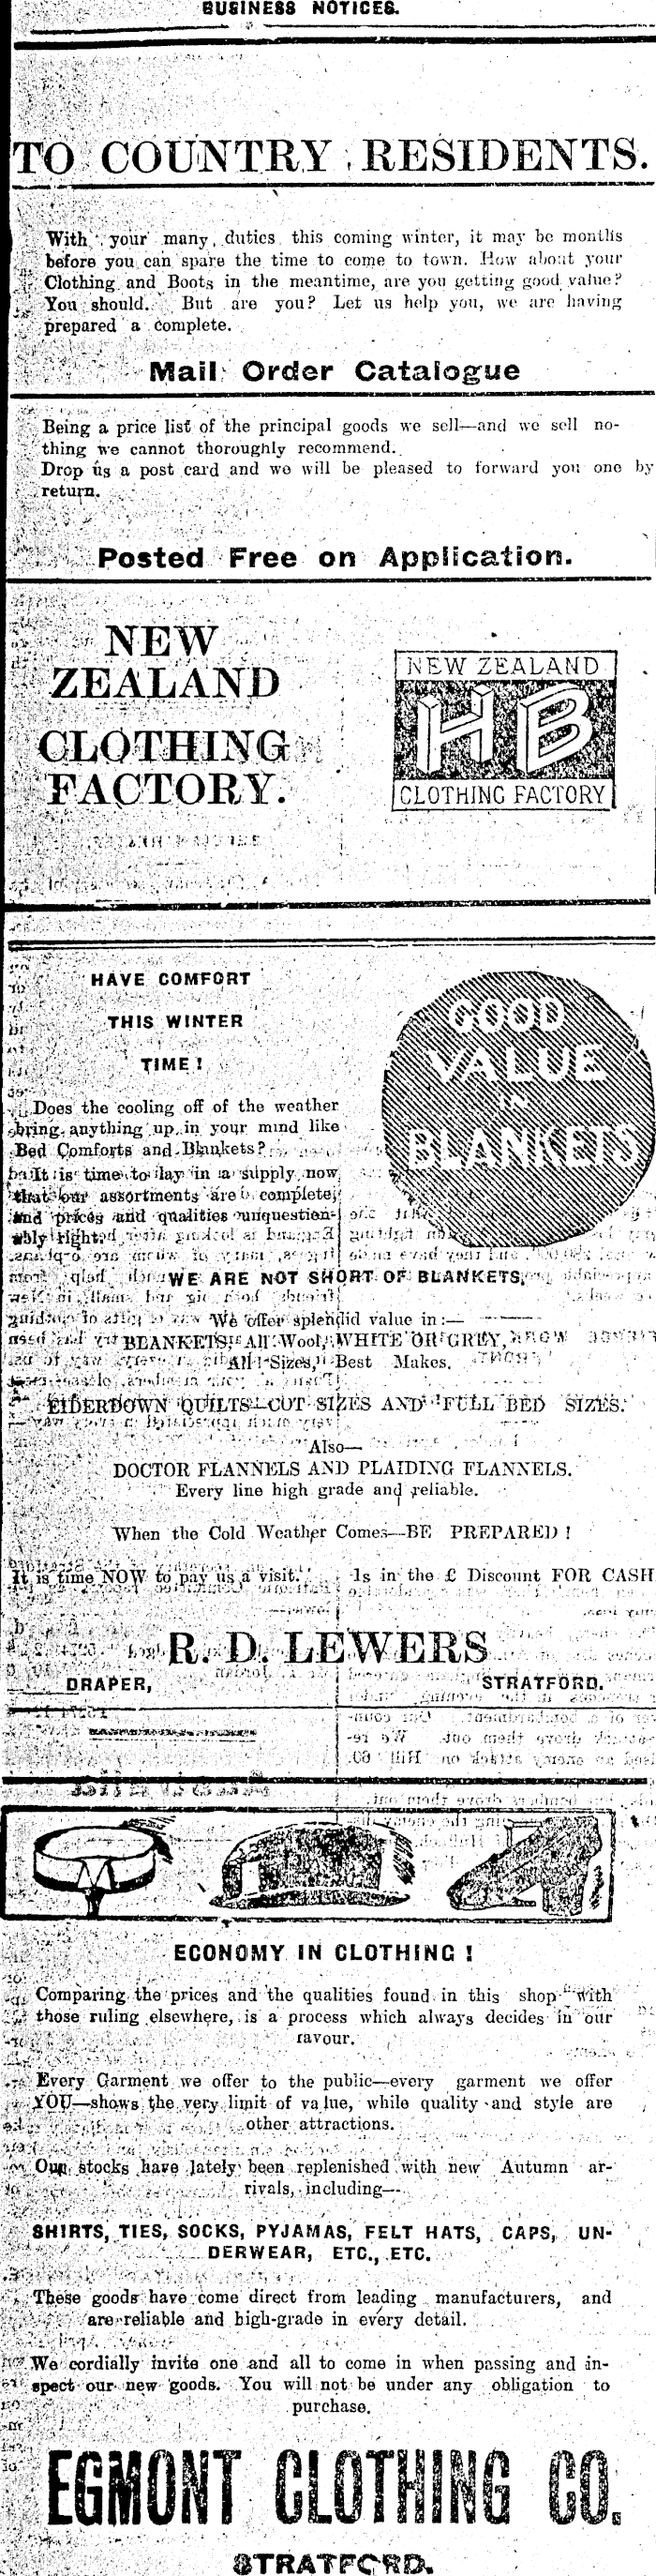 BUSINESS NOTICES.
TO COUNTRY RESIDENTS.
With your many duties this coming winter, it may be months
before you can spare the time to come to town. How about your
Clothing and Boots in the meantime, are you getting good value?
You should. But are you? Let us help you, we are having
prepared a complete.
Mail Order Catalogue
Being a price list of the principal goods we sell—and we sell no-
thing we cannot thoroughly recommend.
Drop us a post card and we will be pleased to forward you one by
return.
Posted Free on Application.
NEW
ZEALAND
CLOTHING
FACTORY.
NEW ZEALAND
HB
CLOTHING FACTORY
HAVE COMFORT
THIS WINTER
TIME!
GOOD
VALUE
IN
BLANKETS
Does the cooling off of the weather
bring anything up in your mind like
Bed Comforts and Blankets?
It is time to lay in a supply now
that our assortments are complete,
and prices and qualities unquestion-
ably right.
WE ARE NOT SHORT OF BLANKETS,
We offer splendid value in:—
BLANKETS All Wool, WHITE OR GREY,
All Sizes, Best Makes.
EIDERDOWN QUILTS—CUT SIZES AND FULL BED SIZES.
Also—
DOCTOR FLANNELS AND PLAIDING FLANNELS.
Every line high grade and reliable.
When the Cold Weather Comes—BE PREPARED!
It is time NOW to pay us a visit. 1s in the £ Discount FOR CASH
R. D. LEWERS
DRAPER, STRATFORD.
ECONOMY IN CLOTHING!
Comparing the prices and the qualities found in this shop with
those ruling elsewhere, is a process which always decides in our
favour.
Every Garment we offer to the public—every garment we offer
YOU—shows the very limit of value, while quality and style are
other attractions.
Our stocks have lately been replenished with new Autumn ar-
rivals, including—
SHIRTS, TIES, SOCKS, PYJAMAS, FELT HATS, CAPS, UN-
DERWEAR, ETC., ETC.
These goods have come direct from leading manufacturers, and
are reliable and high-grade in every detail.
We cordially invite one and all to come in when passing and in-
spect our new goods. You will not be under any obligation to
purchase.
EGMONT CLOTHING CO.
STRATFORD.